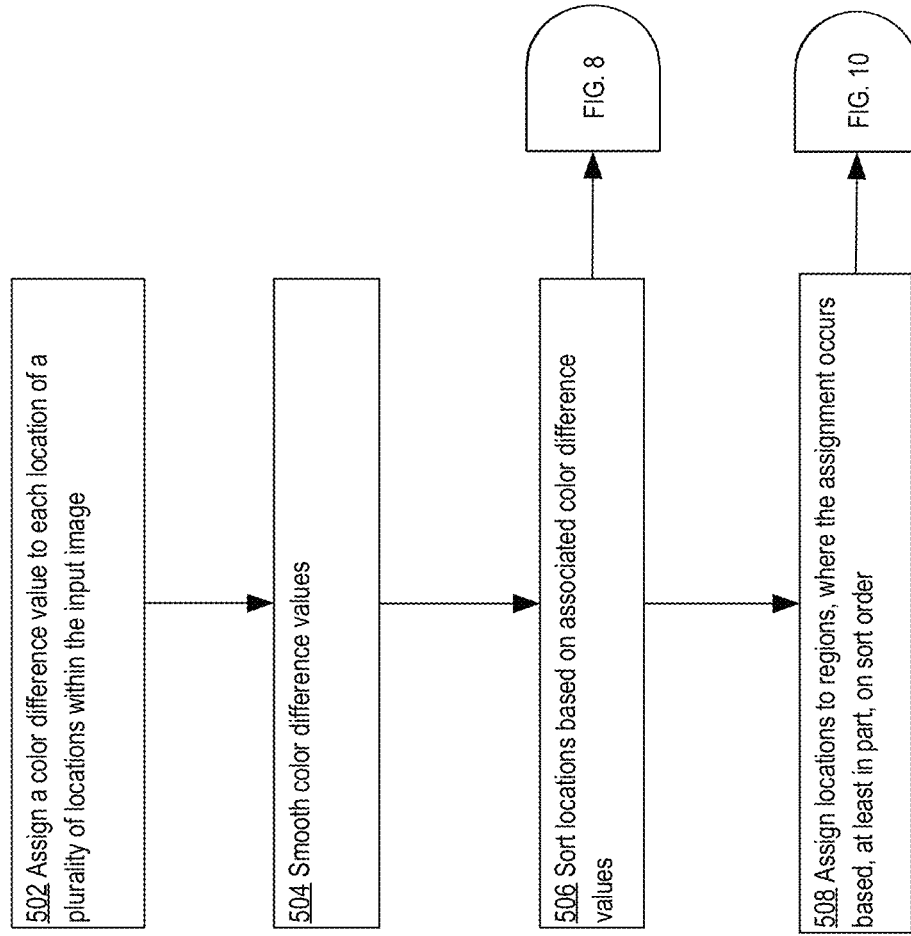 502 Assign a color difference value to each location of a
plurality of locations within the input image
504 Smooth color difference values
506 Sort locations based on associated color difference
values
FIG. 8
508 Assign locations to regions, where the assignment occurs
based, at least in part, on sort order
FIG. 10